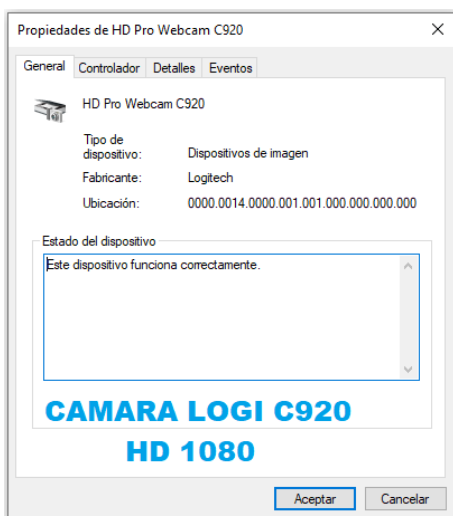 Propiedades de HD Pro Webcam C920
General Controlador Detalles Eventos
HD Pro Webcam C920
Tipo de
dispositivo: Dispositivos de imagen
Fabricante: Logitech
Ubicación: 0000.0014.0000.001.001.000.000.000.000
Estado del dispositivo
Este dispositivo funciona correctamente.
CAMARA LOGI C920
HD 1080
Aceptar Cancelar